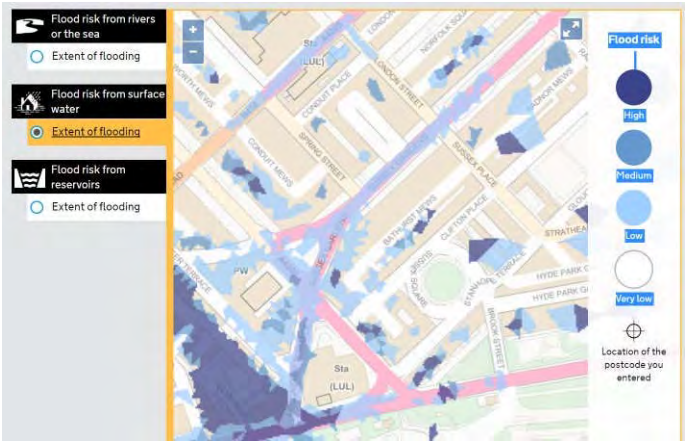 Flood risk from rivers
or the sea
Extent of flooding
Flood risk from surface
water
Extent of flooding
Flood risk from
reservoirs
Extent of flooding
+
-
Sta
(LUL)
LONDON STREET
NORFOLK SQUARE
CONDUIT PLACE
SPRING STREET
CONDUIT MEWS
SUSSEX PLACE
BATHURST MEWS
CLIFTON PLACE
SUSSEX SQUARE
STRATHEA
HYDE PARK G
HYDE PARK G
BROOK STREET
PW
Sta
(LUL)
Flood risk
High
Medium
Low
Very low
Location of the
postcode you
entered